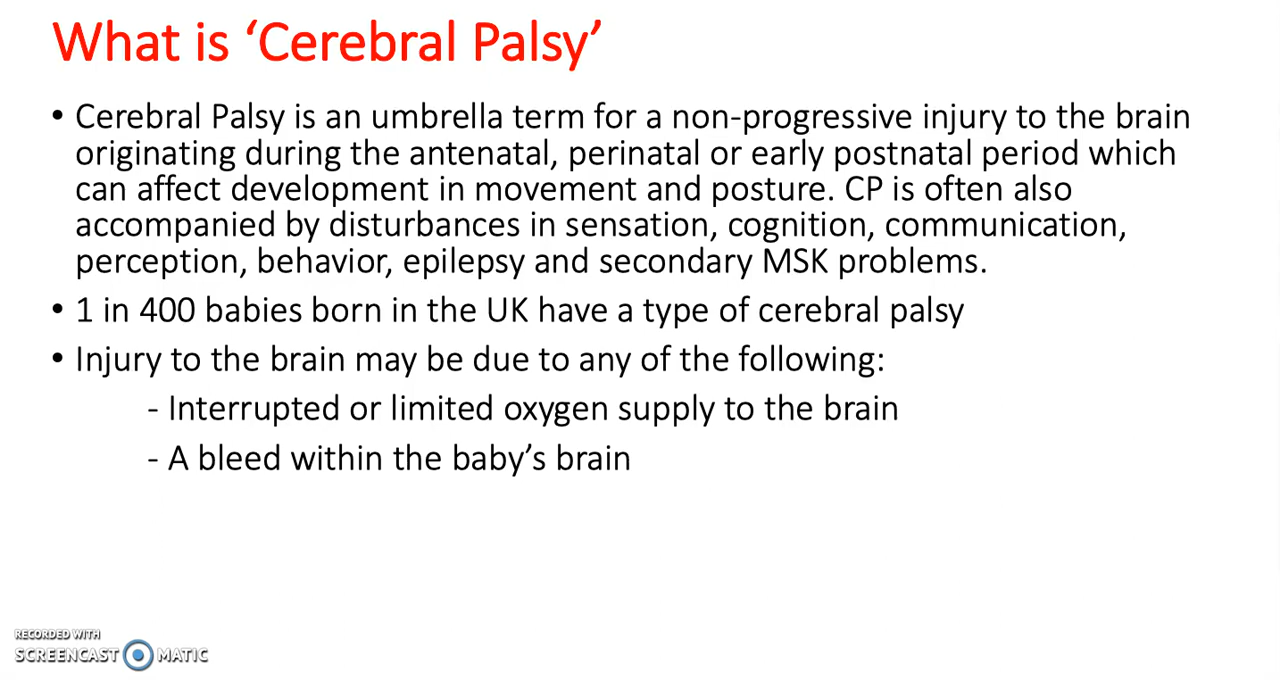 What is ‘Cerebral Palsy’
• Cerebral Palsy is an umbrella term for a non-progressive injury to the brain
originating during the antenatal, perinatal or early postnatal period which
can affect development in movement and posture. CP is often also
accompanied by disturbances in sensation, cognition, communication,
perception, behavior, epilepsy and secondary MSK problems.
• 1 in 400 babies born in the UK have a type of cerebral palsy
• Injury to the brain may be due to any of the following:
- Interrupted or limited oxygen supply to the brain
- A bleed within the baby’s brain
RECORDED WITH
SCREENCAST MATIC